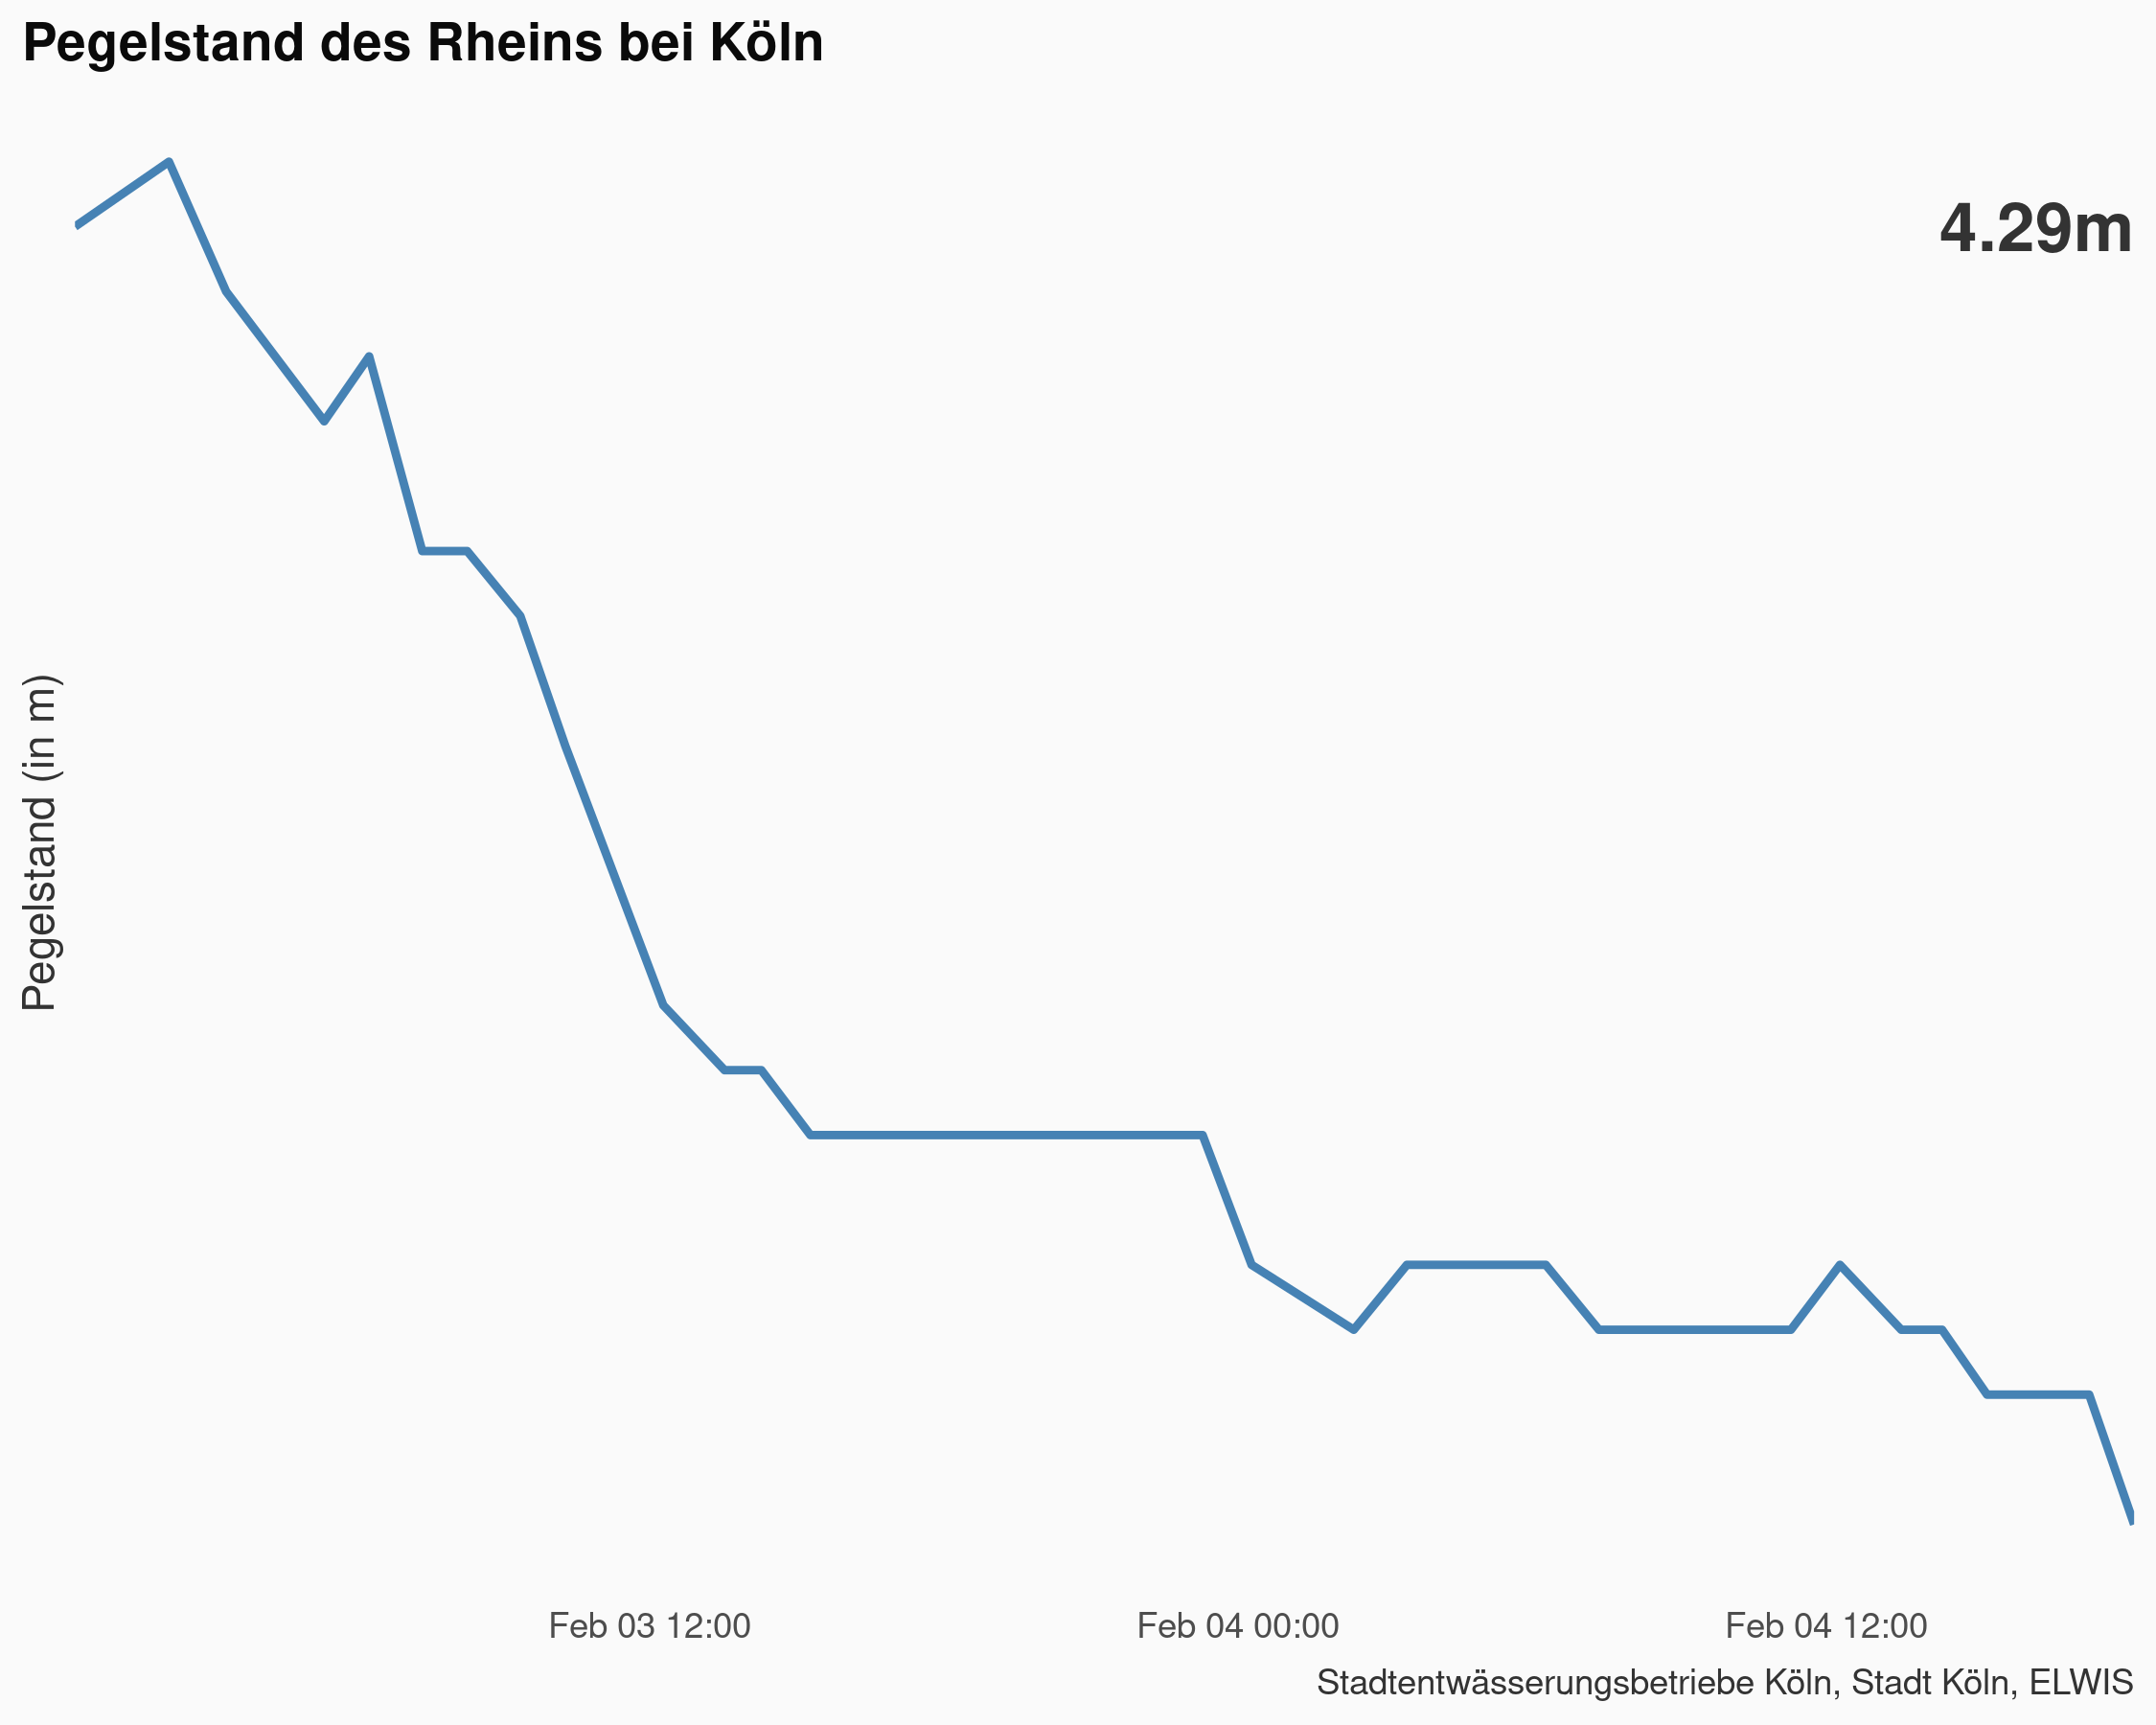 Pegelstand des Rheins bei Köln
4.29m
Pegelstand (in m)
Feb 03 12:00
Feb 04 00:00
Feb 04 12:00
Stadtentwässerungsbetriebe Köln, Stadt Köln, ELWIS